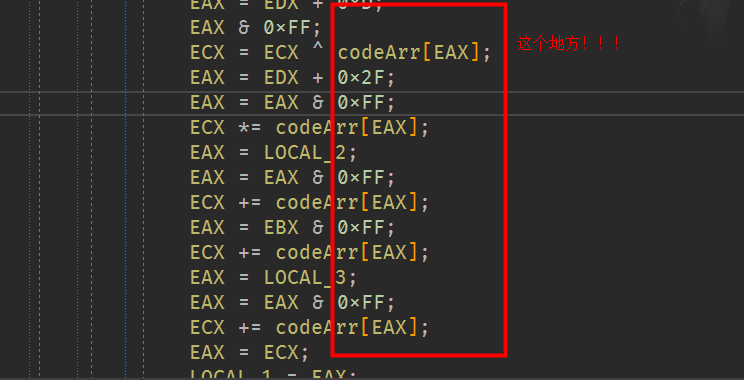 EAX = EDX + 0×D;
EAX & 0×FF;
ECX = ECX ^ codeArr[EAX];
这个地方！！！
EAX = EDX + 0×2F;
EAX = EAX & 0×FF;
ECX *= codeArr[EAX];
EAX = LOCAL_2;
EAX = EAX & 0×FF;
ECX += codeArr[EAX];
EAX = EBX & 0×FF;
ECX += codeArr[EAX];
EAX = LOCAL_3;
EAX = EAX & 0×FF;
ECX += codeArr[EAX];
EAX = ECX;
LOCAL_1 = EAX;